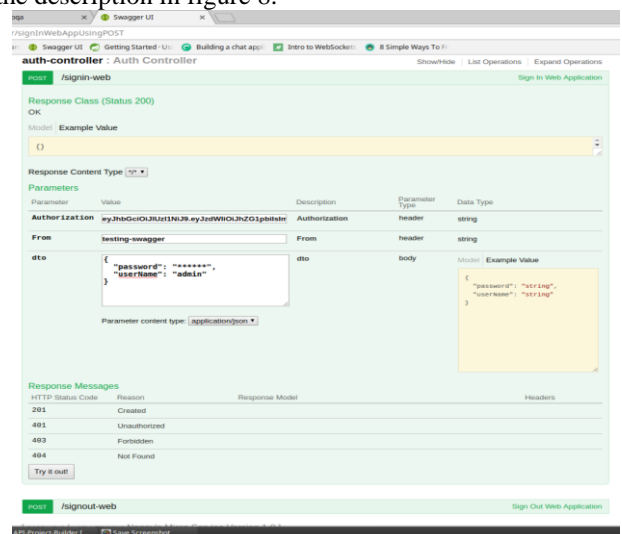 the description in figure 8.
oqa × Swagger UI ×
/signInWebAppUsingPOST
Swagger UI Getting Started · Us Building a chat app Intro to WebSockets 8 Simple Ways To
auth-controller : Auth Controller Show/Hide List Operations Expand Operations
POST /signin-web Sign In Web Application
Response Class (Status 200)
OK
Model Example Value
{}
Response Content Type */*
Parameters
Parameter Value Description Parameter Type Data Type
Authorization Authorization header string
From testing-swagger From header string
dto { dto body Model Example Value
"password": "******",
"userName": "admin"
}
{
"password": "string",
"userName": "string"
}
Parameter content type: application/json
Response Messages
HTTP Status Code Reason Response Model Headers
201 Created
401 Unauthorized
403 Forbidden
404 Not Found
Try it out!
POST /signout-web Sign Out Web Application
Save Screenshot